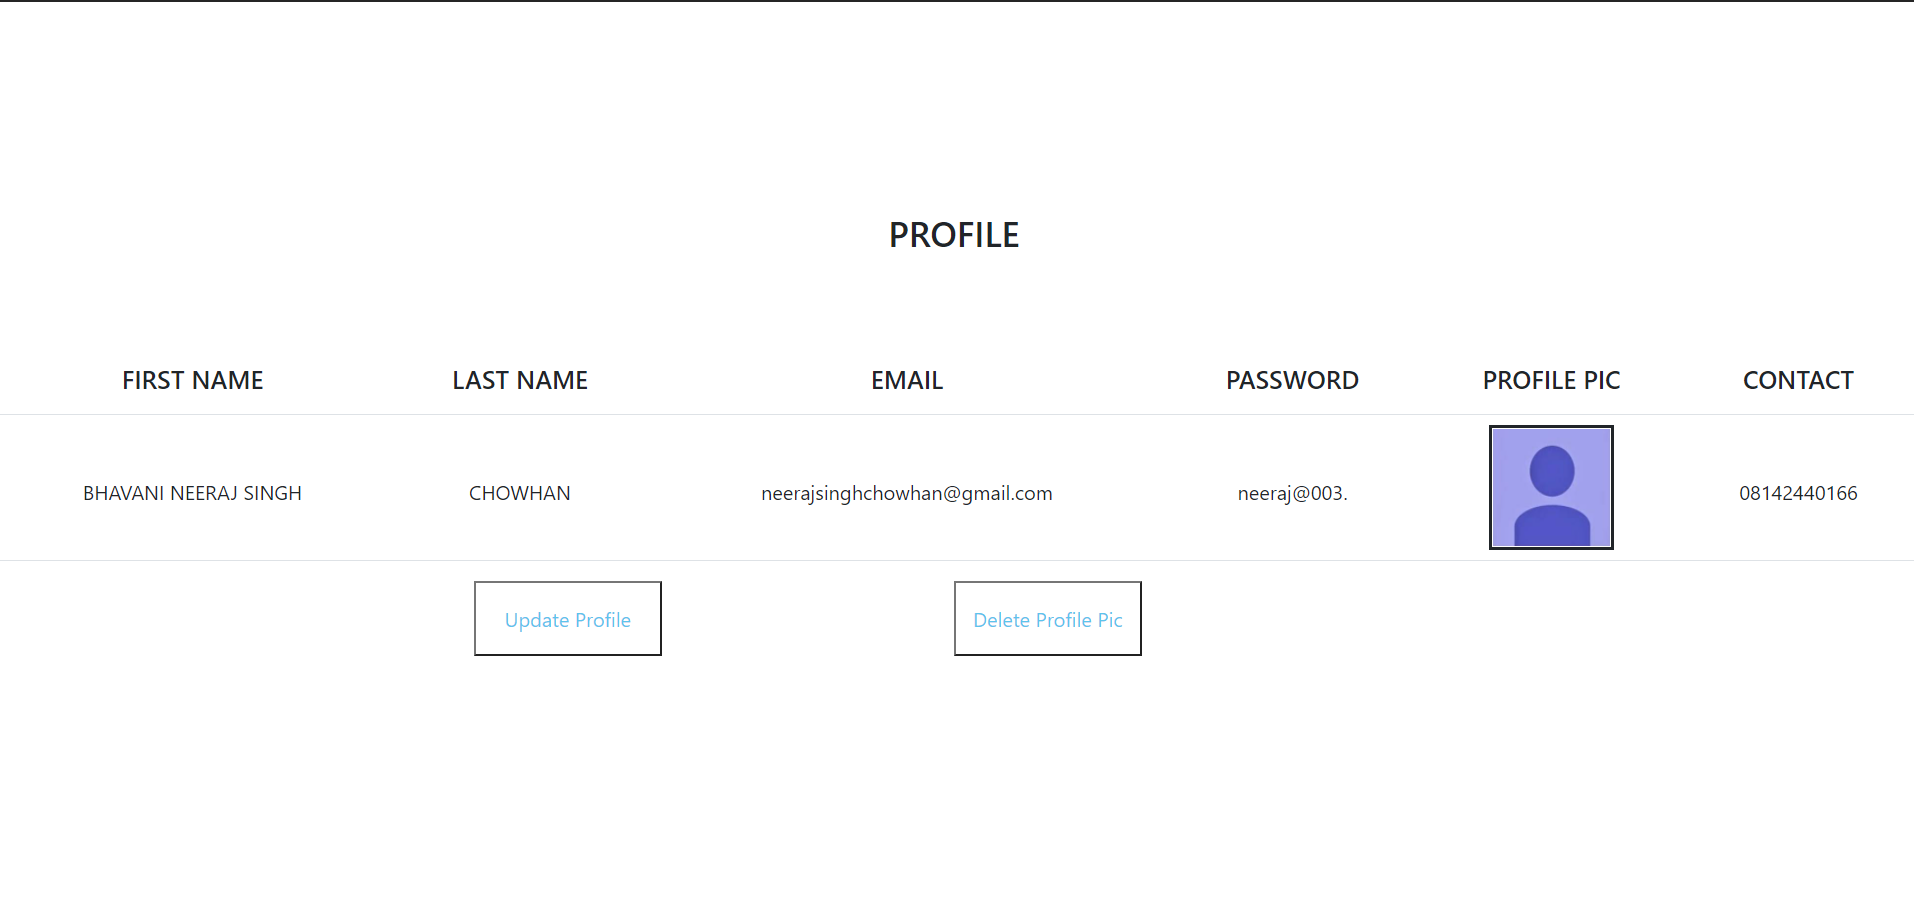 PROFILE
FIRST NAME LAST NAME EMAIL PASSWORD PROFILE PIC CONTACT
BHAVANI NEERAJ SINGH CHOWHAN neerajsinghchowhan@gmail.com neeraj@003. 08142440166
Update Profile Delete Profile Pic